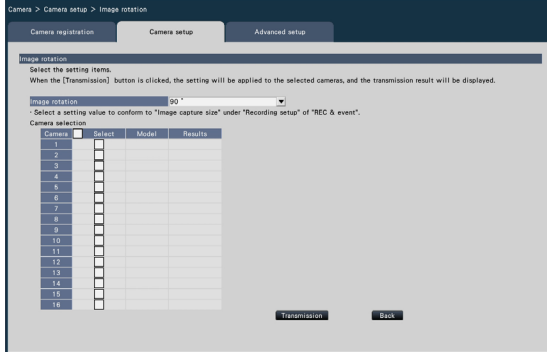 Camera > Camera setup > Image rotation
Camera registration Camera setup Advanced setup
Image rotation
Select the setting items.
When the [Transmission] button is clicked, the setting will be applied to the selected cameras, and the transmission result will be displayed.
Image rotation 90 °
· Select a setting value to conform to "Image capture size" under "Recording setup" of "REC & event".
Camera selection
Camera Select Model Results
1
2
3
4
5
6
7
8
9
10
11
12
13
14
15
16
Transmission Back